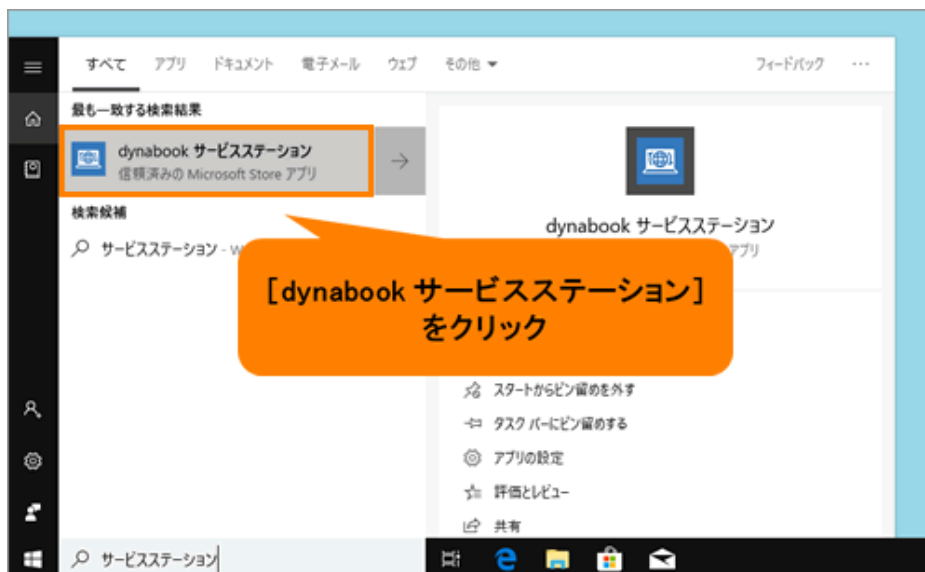 すべて アプリ ドキュメント 電子メール ウェブ その他 フィードバック ...
最も一致する検索結果
dynabook サービスステーション
信頼済みの Microsoft Store アプリ
検索候補
サービスステーション - w
dynabook サービスステーション
アプリ
[dynabook サービスステーション]
をクリック
スタートからピン留めを外す
タスク バーにピン留めする
アプリの設定
評価とレビュー
共有
サービスステーション